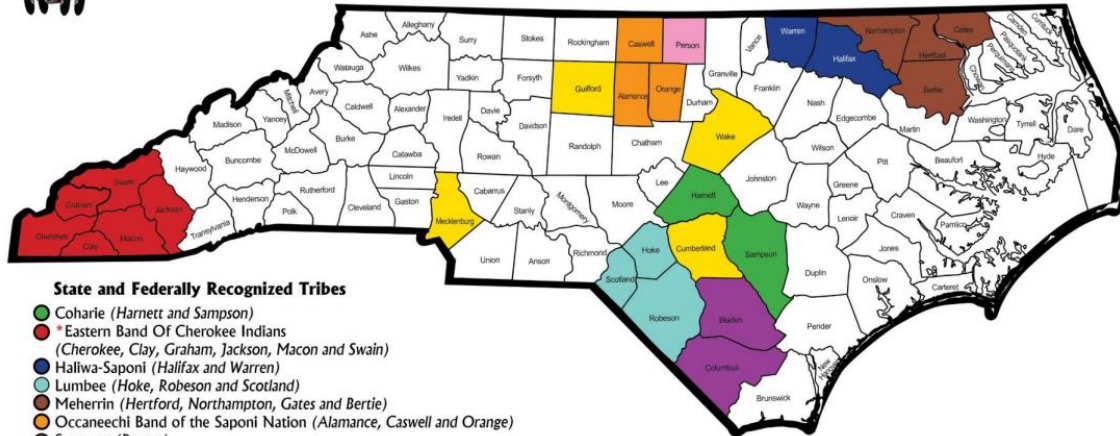 Alleghany
Ashe
Surry
Stokes
Rockingham
Caswell
Person
Vance
Warren
Northampton
Gates
Camden
Currituck
Pasquotank
Perquimans
Chowan
Hertford
Halifax
Bertie
Watauga
Wilkes
Yadkin
Forsyth
Guilford
Alamance
Orange
Durham
Granville
Franklin
Nash
Edgecombe
Martin
Washington
Tyrrell
Dare
Mitchell
Avery
Caldwell
Alexander
Iredell
Davie
Davidson
Randolph
Chatham
Wake
Wilson
Pitt
Beaufort
Hyde
Madison
Yancey
McDowell
Burke
Catawba
Rowan
Johnston
Greene
Haywood
Buncombe
Lincoln
Lee
Harnett
Wayne
Lenoir
Craven
Pamlico
Swain
Graham
Jackson
Henderson
Rutherford
Polk
Cleveland
Gaston
Mecklenburg
Cabarrus
Stanly
Montgomery
Moore
Transylvania
Cherokee
Clay
Macon
Union
Anson
Richmond
Scotland
Hoke
Cumberland
Sampson
Duplin
Jones
Onslow
Carteret
Robeson
Bladen
Pender
Columbus
Brunswick
New
State and Federally Recognized Tribes
Coharie (Harnett and Sampson)
*Eastern Band Of Cherokee Indians
(Cherokee, Clay, Graham, Jackson, Macon and Swain)
Haliwa-Saponi (Halifax and Warren)
Lumbee (Hoke, Robeson and Scotland)
Meherrin (Hertford, Northampton, Gates and Bertie)
Occaneechi Band of the Saponi Nation (Alamance, Caswell and Orange)